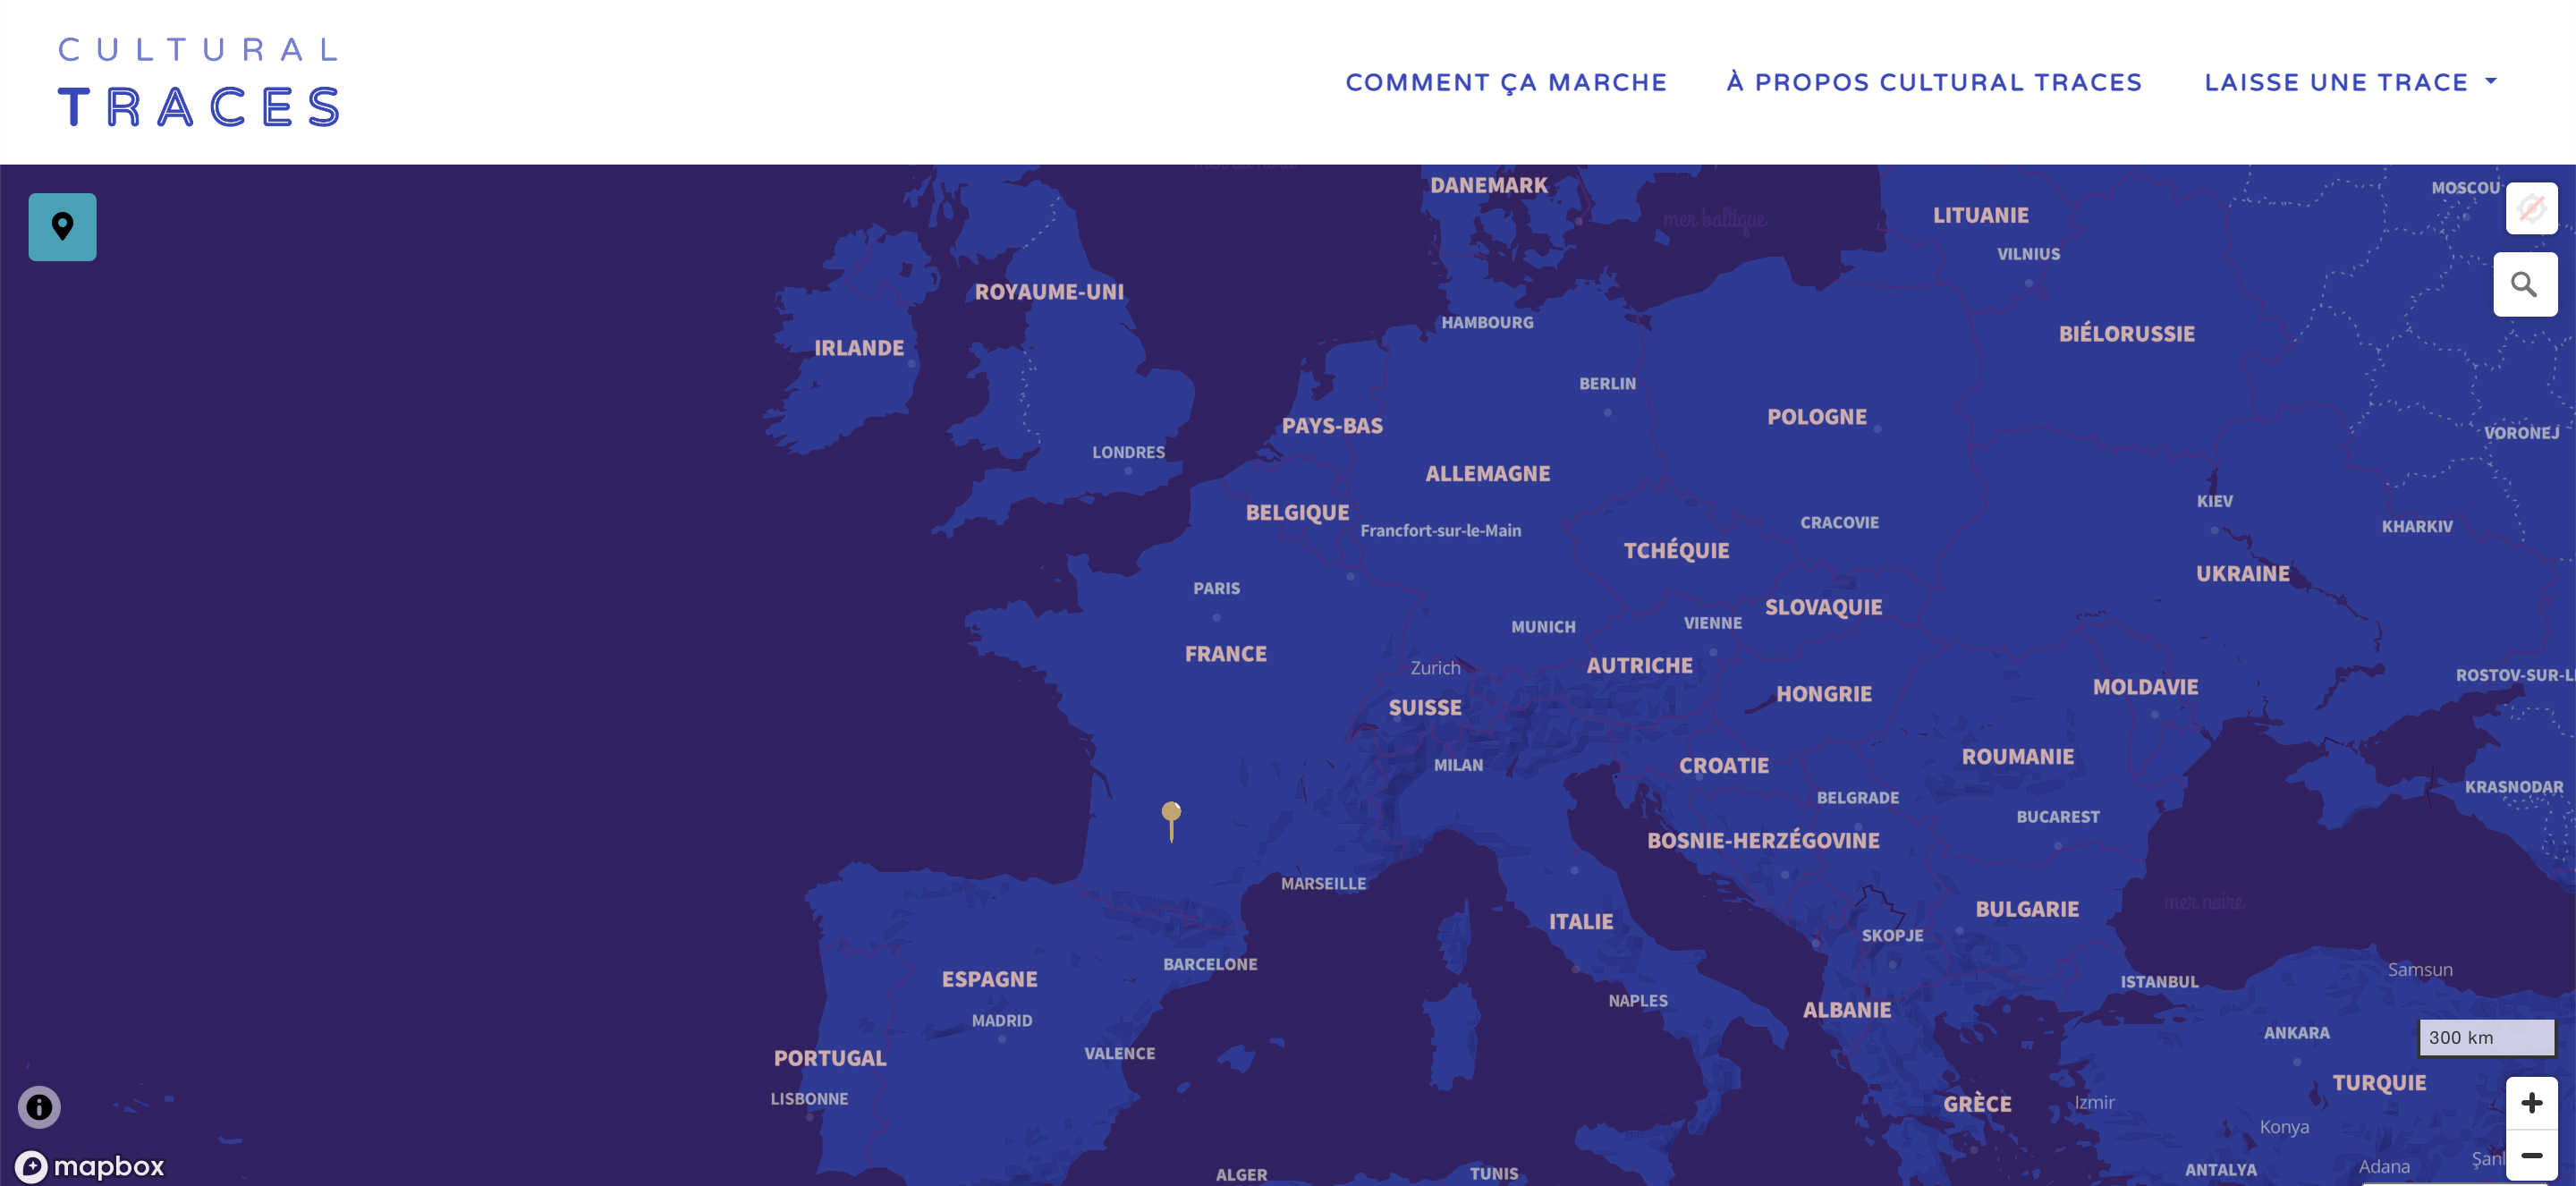 CULTURAL
TRACES
COMMENT ÇA MARCHE
À PROPOS CULTURAL TRACES
LAISSE UNE TRACE
DANEMARK
MOSCOU
mer baltique
LITUANIE
VILNIUS
ROYAUME-UNI
HAMBOURG
BIÉLORUSSIE
IRLANDE
BERLIN
POLOGNE
PAYS-BAS
VORONEJ
LONDRES
ALLEMAGNE
KIEV
BELGIQUE
CRACOVIE
KHARKIV
Francfort-sur-le-Main
TCHÉQUIE
UKRAINE
PARIS
SLOVAQUIE
MUNICH
VIENNE
FRANCE
Zurich
AUTRICHE
ROSTOV-SUR-L
MOLDAVIE
HONGRIE
SUISSE
ROUMANIE
MILAN
CROATIE
KRASNODAR
BELGRADE
BUCAREST
BOSNIE-HERZÉGOVINE
MARSEILLE
mer noire
BULGARIE
ITALIE
SKOPJE
BARCELONE
Samsun
ESPAGNE
ISTANBUL
NAPLES
ALBANIE
MADRID
ANKARA
300 km
VALENCE
PORTUGAL
TURQUIE
LISBONNE
GRÈCE
Izmir
Konya
mapbox
Adana
Şanl
ANTALYA
ALGER
TUNIS